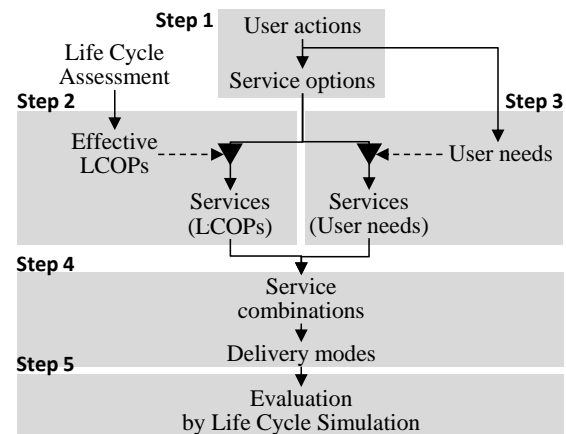 Step 1
User actions
Life Cycle
Assessment
Service options
Step 2
Step 3
Effective
LCOPs
User needs
Services
(LCOPs)
Services
(User needs)
Step 4
Service
combinations
Delivery modes
Step 5
Evaluation
by Life Cycle Simulation